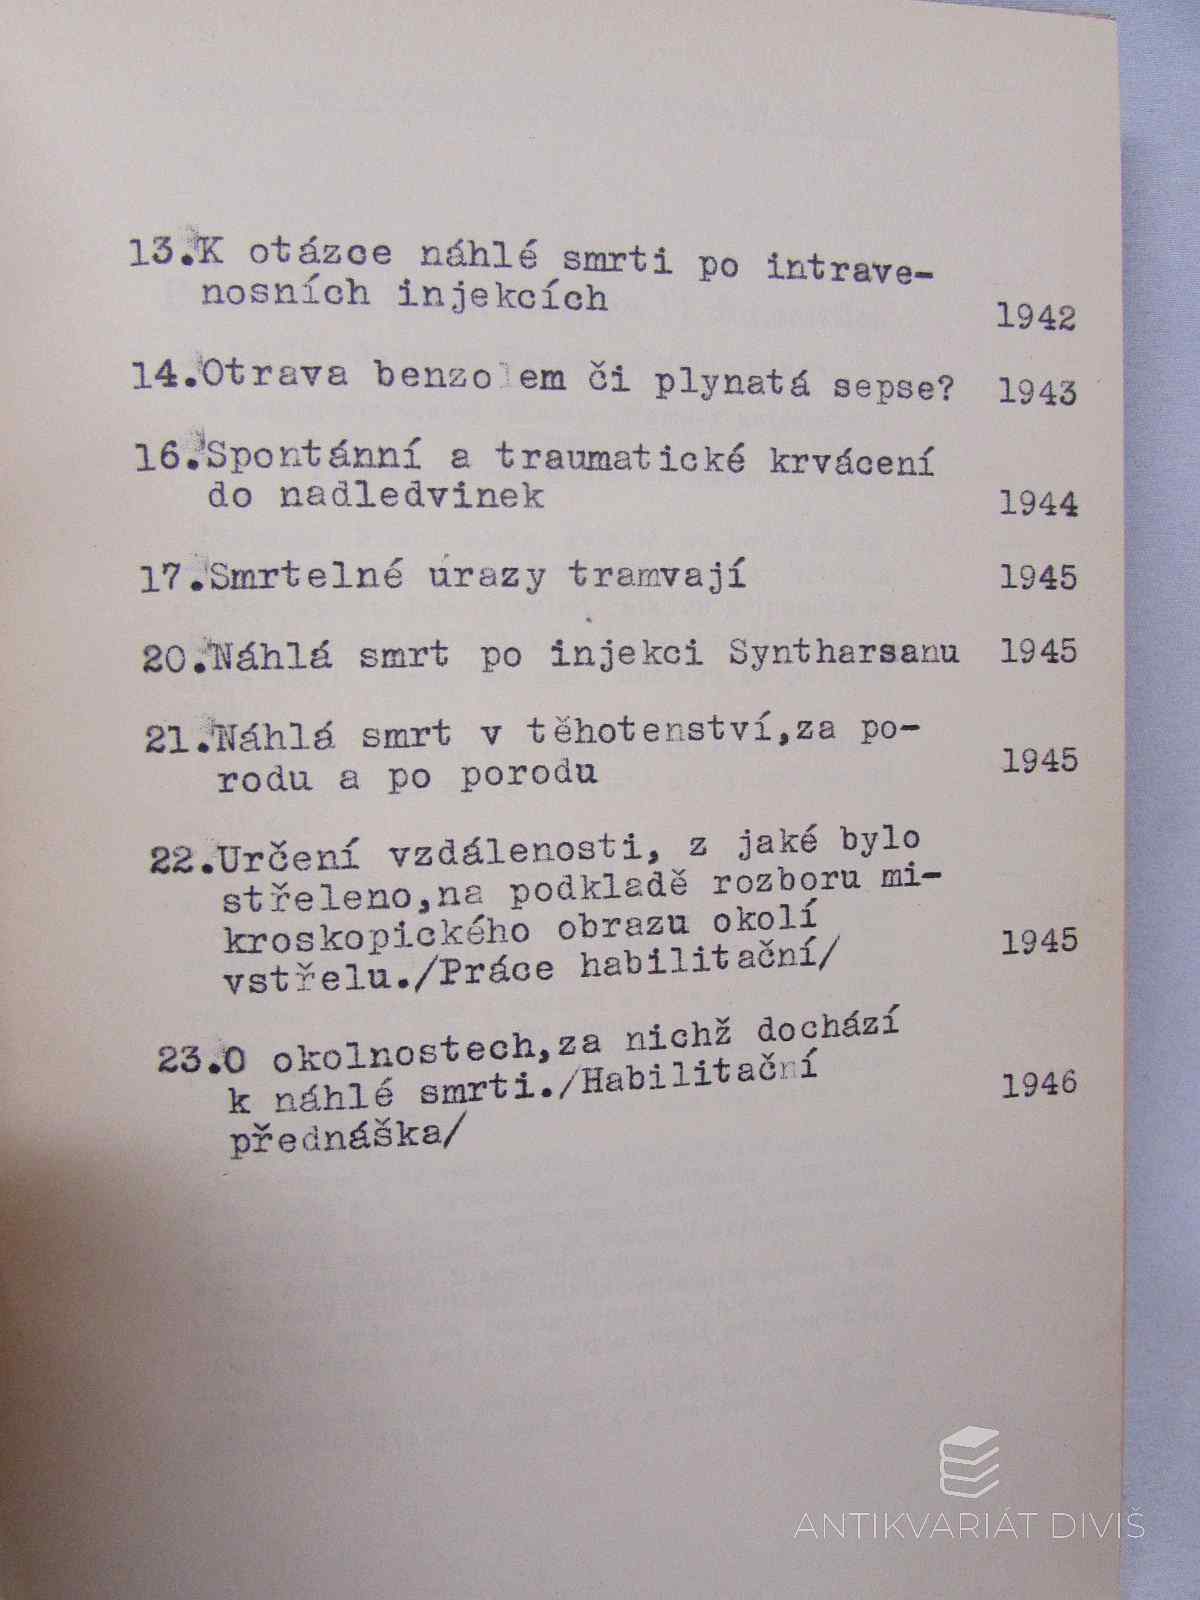 13.K otázce náhlé smrti po intrave-
nosních injekcích 1942
14.Otrava benzolem či plynatá sepse? 1943
16.Spontánní a traumatické krvácení
do nadledvinek 1944
17.Smrtelné úrazy tramvají 1945
20.Náhlá smrt po injekci Syntharsanu 1945
21.Náhlá smrt v těhotenství,za po-
rodu a po porodu 1945
22.Určení vzdálenosti, z jaké bylo
střeleno,na podkladě rozboru mi-
kroskopického obrazu okolí
vstřelu./Práce habilitační/ 1945
23.O okolnostech,za nichž dochází
k náhlé smrti./Habilitační 1946
přednáška/
ANTIKVARIÁT DIVIŠ